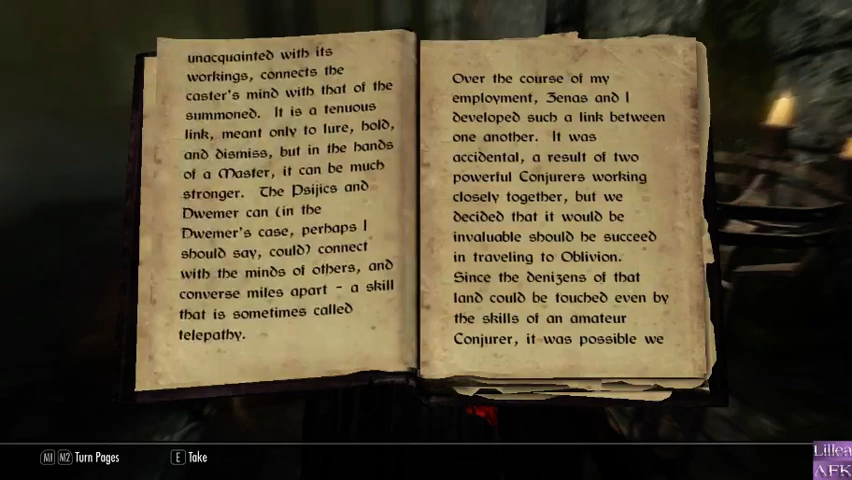 unacquainted with its
workings, connects the
caster's mind with that of the
summoned. It is a tenuous
link, meant only to lure, hold,
and dismiss, but in the hands
of a Master, it can be much
stronger. The Psijics and
Dwemer can (in the
Dwemer's case, perhaps I
should say, could) connect
with the minds of others, and
converse miles apart - a skill
that is sometimes called
telepathy.
Over the course of my
employment, Zenas and I
developed such a link between
one another. It was
accidental, a result of two
powerful Conjurers working
closely together, but we
decided that it would be
invaluable should he succeed
in traveling to Oblivion.
Since the denizens of that
land could be touched even by
the skills of an amateur
Conjurer, it was possible we
M1 M2 Turn Pages
E Take
Lillea
AFK